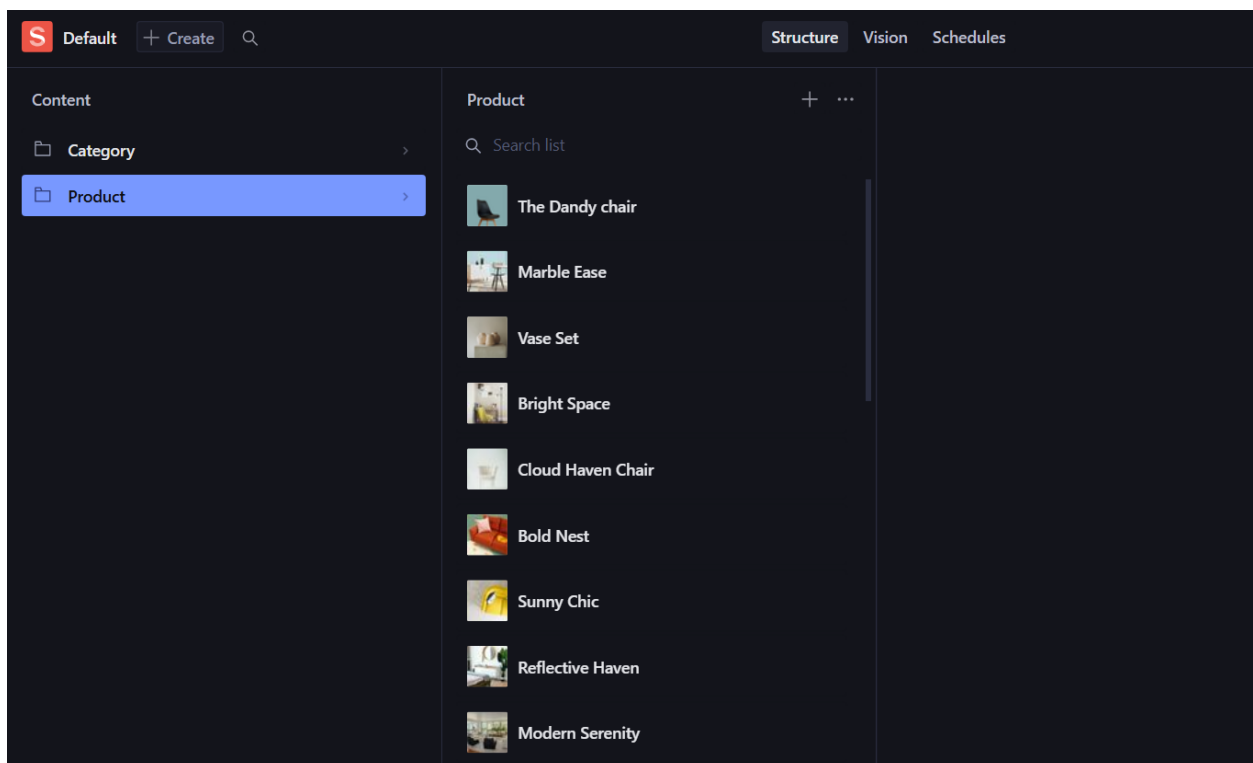 S Default + Create
Structure Vision Schedules
Content
Category
Product
Product
Search list
The Dandy chair
Marble Ease
Vase Set
Bright Space
Cloud Haven Chair
Bold Nest
Sunny Chic
Reflective Haven
Modern Serenity